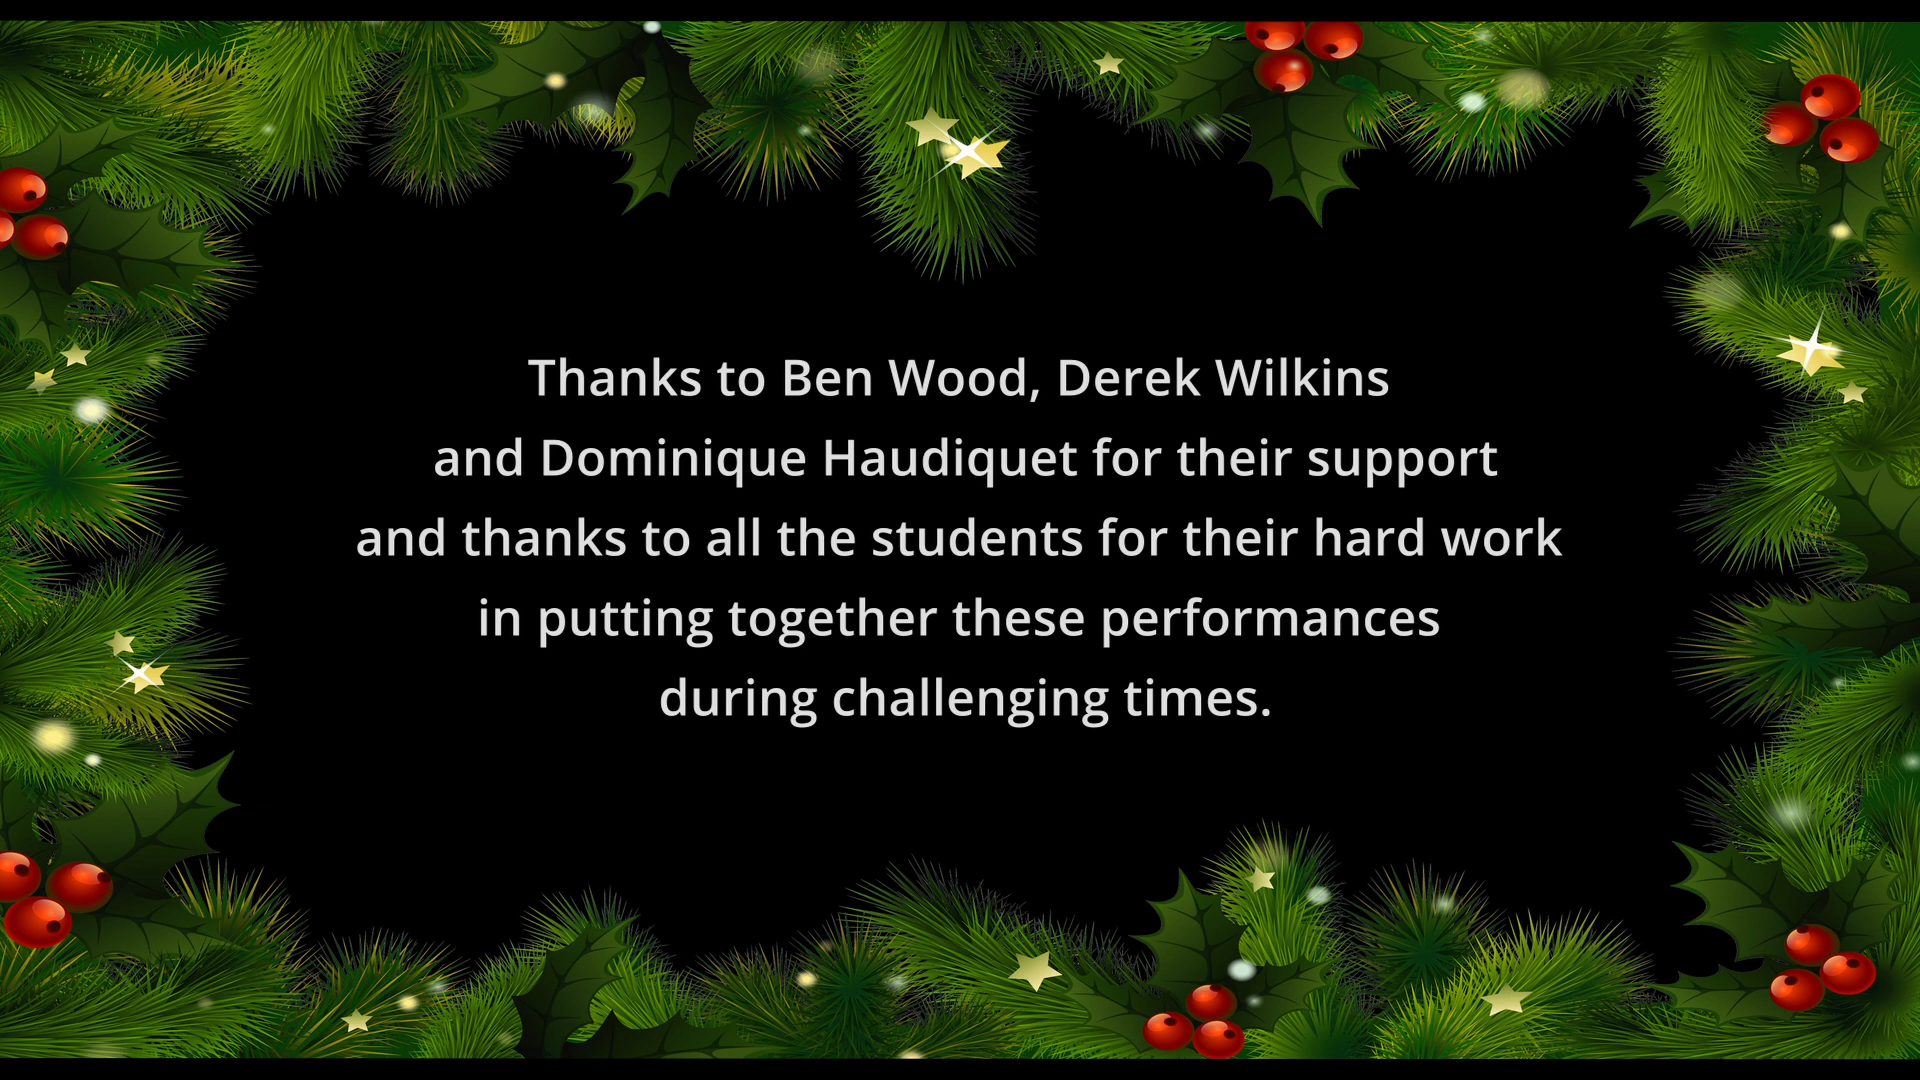 Thanks to Ben Wood, Derek Wilkins
and Dominique Haudiquet for their support
and thanks to all the students for their hard work
in putting together these performances
during challenging times.